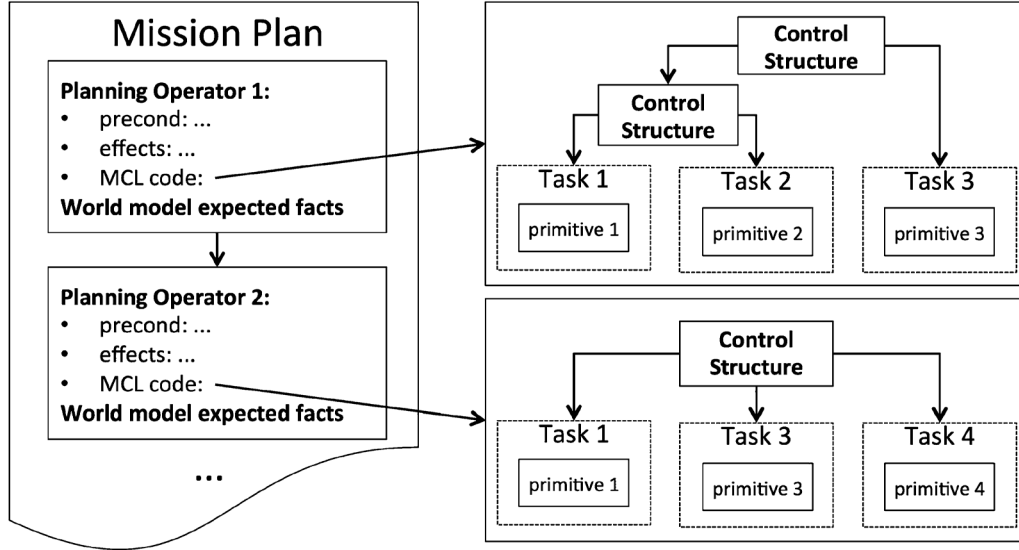 Mission Plan
Planning Operator 1:
• precond: ...
• effects: ...
• MCL code:
World model expected facts
Planning Operator 2:
• precond: ...
• effects: ...
• MCL code:
World model expected facts
...
Control
Structure
Control
Structure
Task 1
Task 2
Task 3
primitive 1
primitive 2
primitive 3
Control
Structure
Task 1
Task 3
Task 4
primitive 1
primitive 3
primitive 4